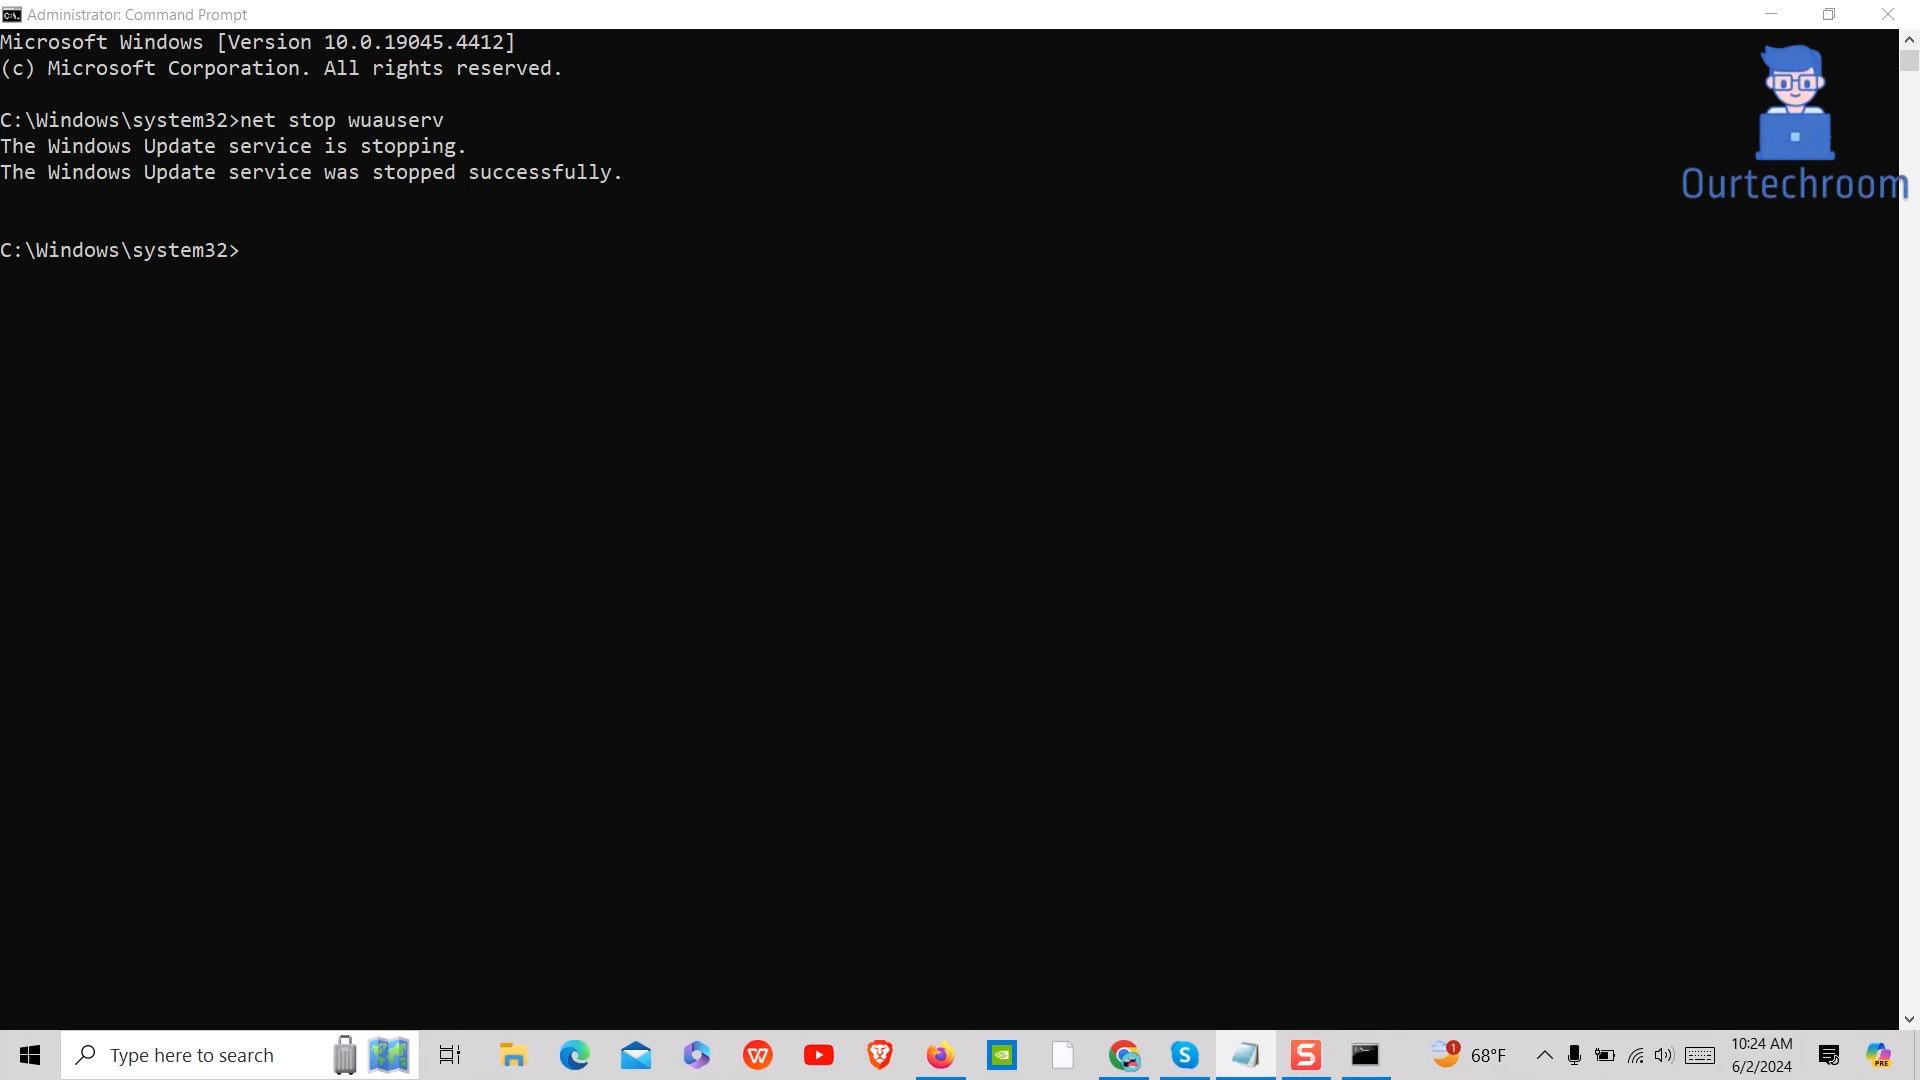 Administrator: Command Prompt
Microsoft Windows [Version 10.0.19045.4412]
(c) Microsoft Corporation. All rights reserved.
C:\Windows\system32>net stop wuauserv
The Windows Update service is stopping.
The Windows Update service was stopped successfully.
C:\Windows\system32>
Ourtechroom
Type here to search
1
68°F
10:24 AM
6/2/2024
PRE